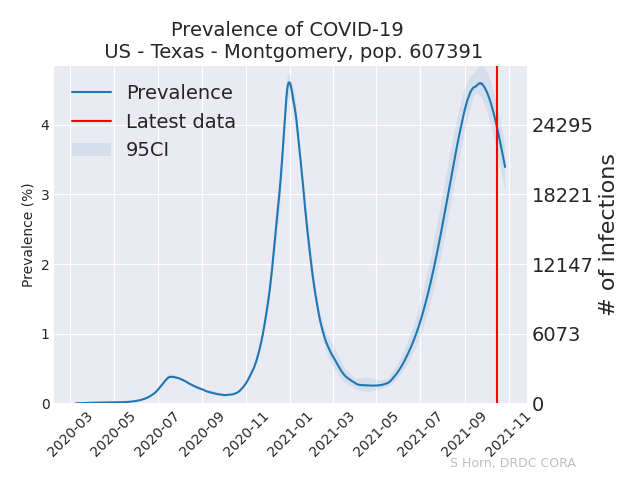 Prevalence of COVID-19
US - Texas - Montgomery, pop. 607391
Prevalence
Latest data
95CI
Prevalence (%)
4
3
2
1
0
24295
18221
12147
6073
0
# of infections
2020-03
2020-05
2020-07
2020-09
2020-11
2021-01
2021-03
2021-05
2021-07
2021-09
2021-11
S Horn, DRDC CORA